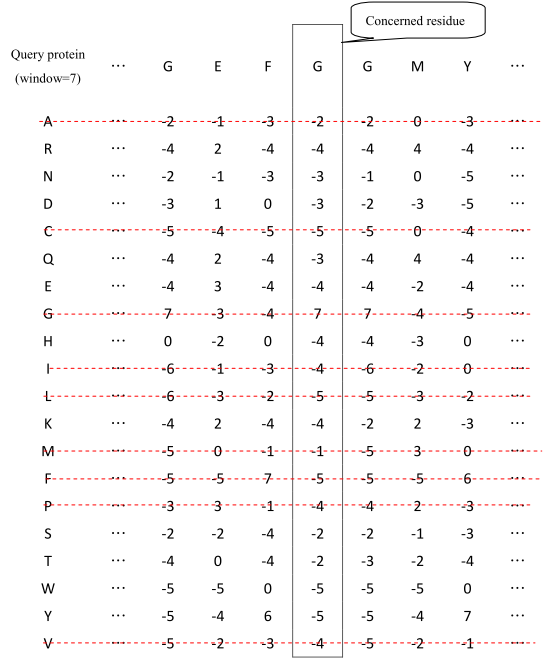 Concerned residue
Query protein
(window=7)
⋯ G E F G G M Y ⋯
A ⋯ -2 -1 -3 -2 -2 0 -3 ⋯
R ⋯ -4 2 -4 -4 -4 4 -4 ⋯
N ⋯ -2 -1 -3 -3 -1 0 -5 ⋯
D ⋯ -3 1 0 -3 -2 -3 -5 ⋯
C ⋯ -5 -4 -5 -5 -5 0 -4 ⋯
Q ⋯ -4 2 -4 -3 -4 4 -4 ⋯
E ⋯ -4 3 -4 -4 -4 -2 -4 ⋯
G ⋯ 7 -3 -4 7 7 -4 -5 ⋯
H ⋯ 0 -2 0 -4 -4 -3 0 ⋯
I ⋯ -6 -1 -3 -4 -6 -2 0 ⋯
L ⋯ -6 -3 -2 -5 -5 -3 -2 ⋯
K ⋯ -4 2 -4 -4 -2 2 -3 ⋯
M ⋯ -5 0 -1 -1 -5 3 0 ⋯
F ⋯ -5 -5 7 -5 -5 -5 6 ⋯
P ⋯ -3 3 -1 -4 -4 2 -3 ⋯
S ⋯ -2 -2 -4 -2 -2 -1 -3 ⋯
T ⋯ -4 0 -4 -2 -3 -2 -4 ⋯
W ⋯ -5 -5 0 -5 -5 -5 0 ⋯
Y ⋯ -5 -4 6 -5 -5 -4 7 ⋯
V ⋯ -5 -2 -3 -4 -5 -2 -1 ⋯